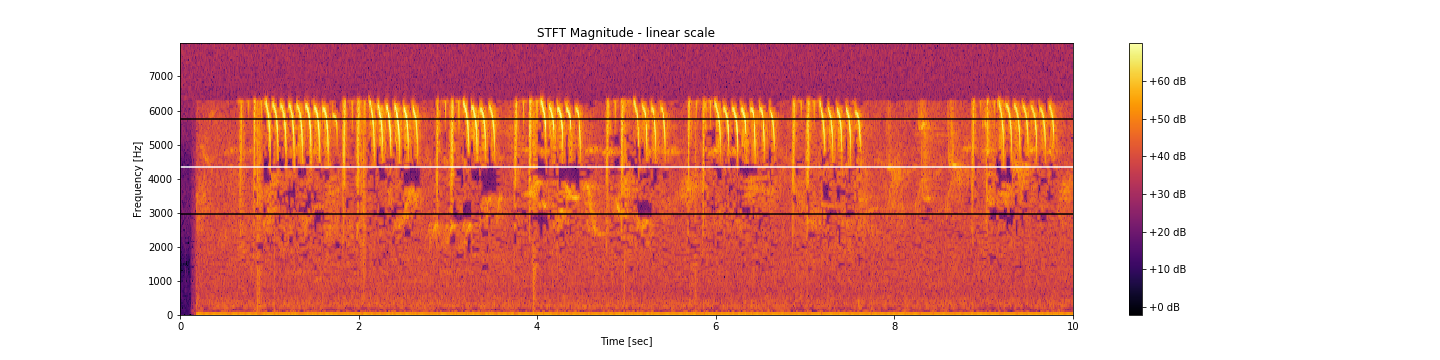 STFT Magnitude - linear scale
Frequency [Hz]
7000
6000
5000
4000
3000
2000
1000
0
0
2
4
6
8
10
Time [sec]
+60 dB
+50 dB
+40 dB
+30 dB
+20 dB
+10 dB
+0 dB